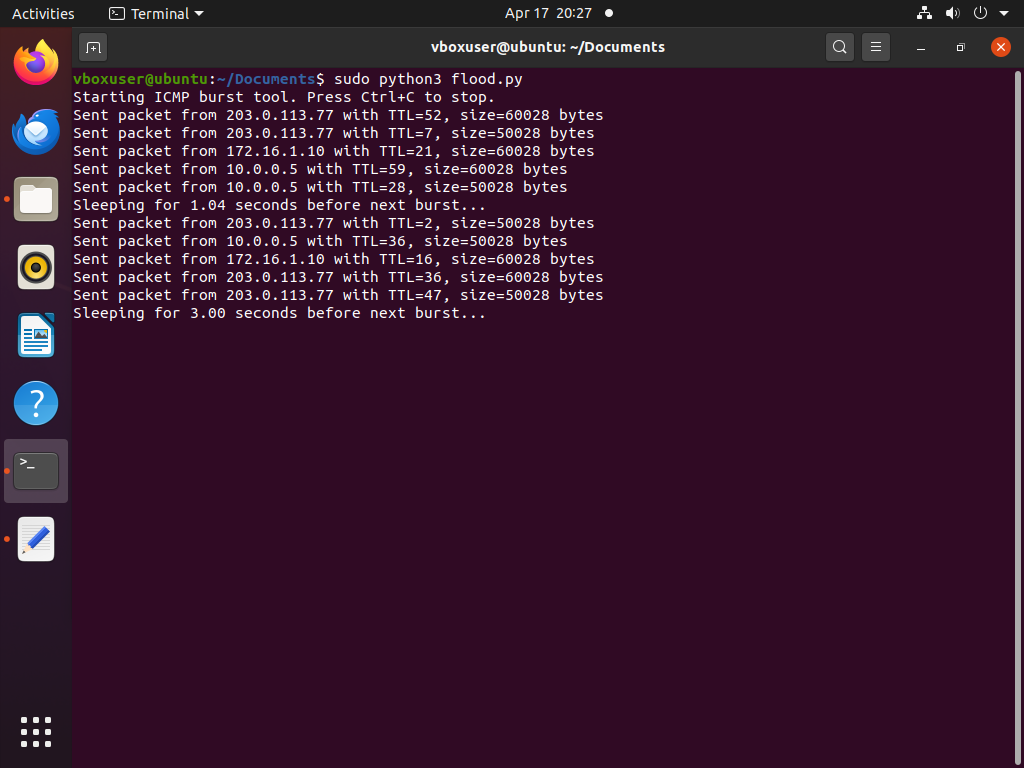 Activities Terminal Apr 17 20:27
vboxuser@ubuntu: ~/Documents
vboxuser@ubuntu:~/Documents$ sudo python3 flood.py
Starting ICMP burst tool. Press Ctrl+C to stop.
Sent packet from 203.0.113.77 with TTL=52, size=60028 bytes
Sent packet from 203.0.113.77 with TTL=7, size=50028 bytes
Sent packet from 172.16.1.10 with TTL=21, size=60028 bytes
Sent packet from 10.0.0.5 with TTL=59, size=60028 bytes
Sent packet from 10.0.0.5 with TTL=28, size=50028 bytes
Sleeping for 1.04 seconds before next burst...
Sent packet from 203.0.113.77 with TTL=2, size=50028 bytes
Sent packet from 10.0.0.5 with TTL=36, size=50028 bytes
Sent packet from 172.16.1.10 with TTL=16, size=60028 bytes
Sent packet from 203.0.113.77 with TTL=36, size=60028 bytes
Sent packet from 203.0.113.77 with TTL=47, size=50028 bytes
Sleeping for 3.00 seconds before next burst...